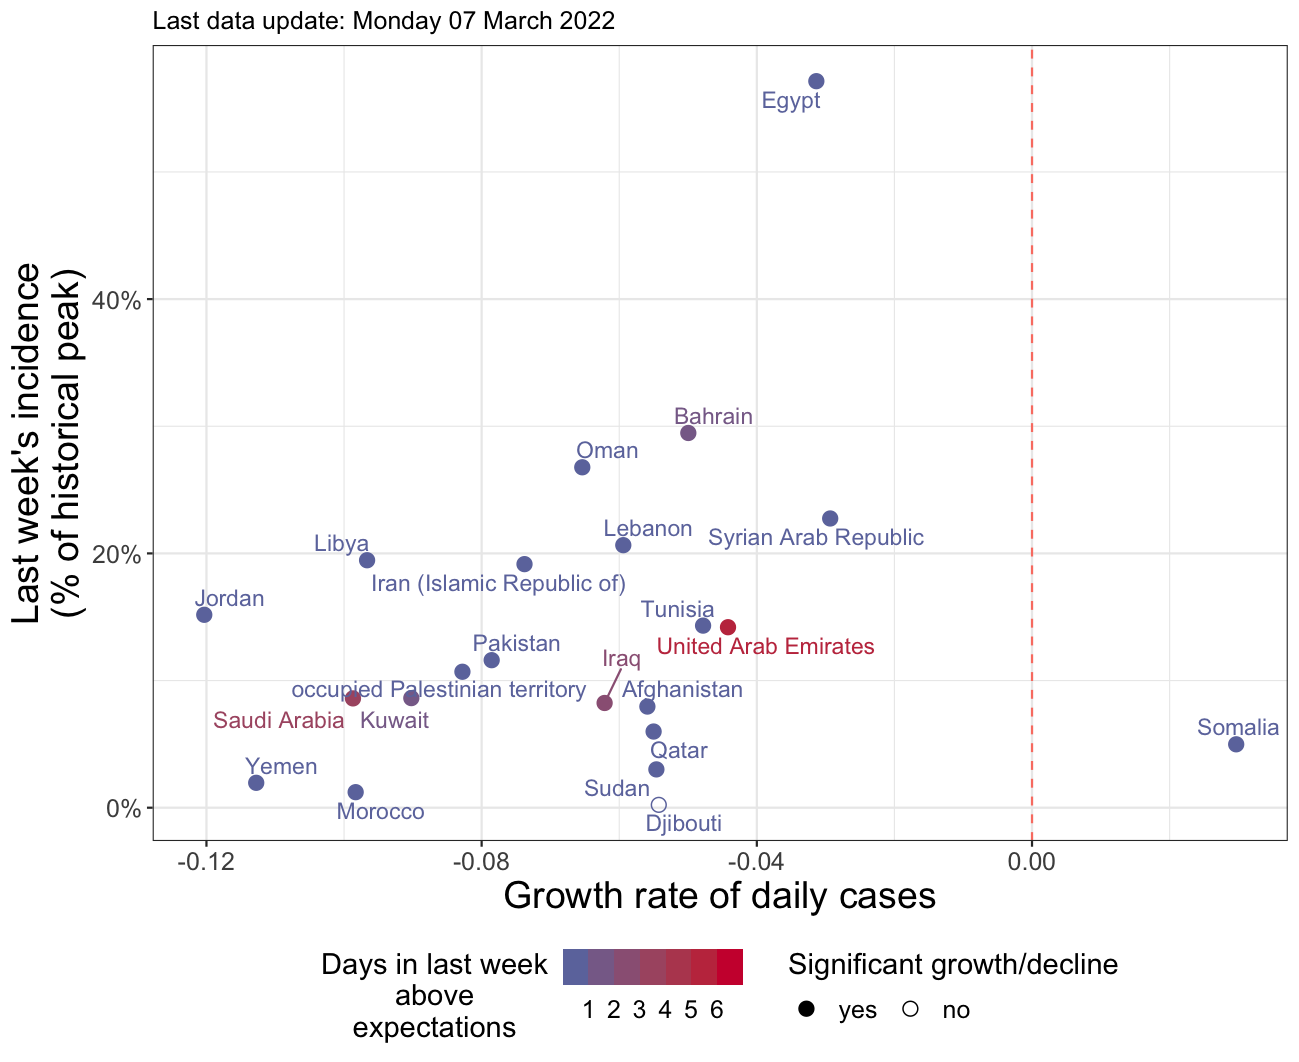 Last data update: Monday 07 March 2022
Last week's incidence
(% of historical peak)
40%
20%
0%
Egypt
Bahrain
Oman
Lebanon
Syrian Arab Republic
Libya
Iran (Islamic Republic of)
Jordan
Tunisia
United Arab Emirates
Pakistan
Iraq
occupied Palestinian territory
Afghanistan
Saudi Arabia
Kuwait
Somalia
Qatar
Yemen
Sudan
Morocco
Djibouti
-0.12
-0.08
-0.04
0.00
Growth rate of daily cases
Days in last week
above
expectations
1 2 3 4 5 6
Significant growth/decline
yes
no